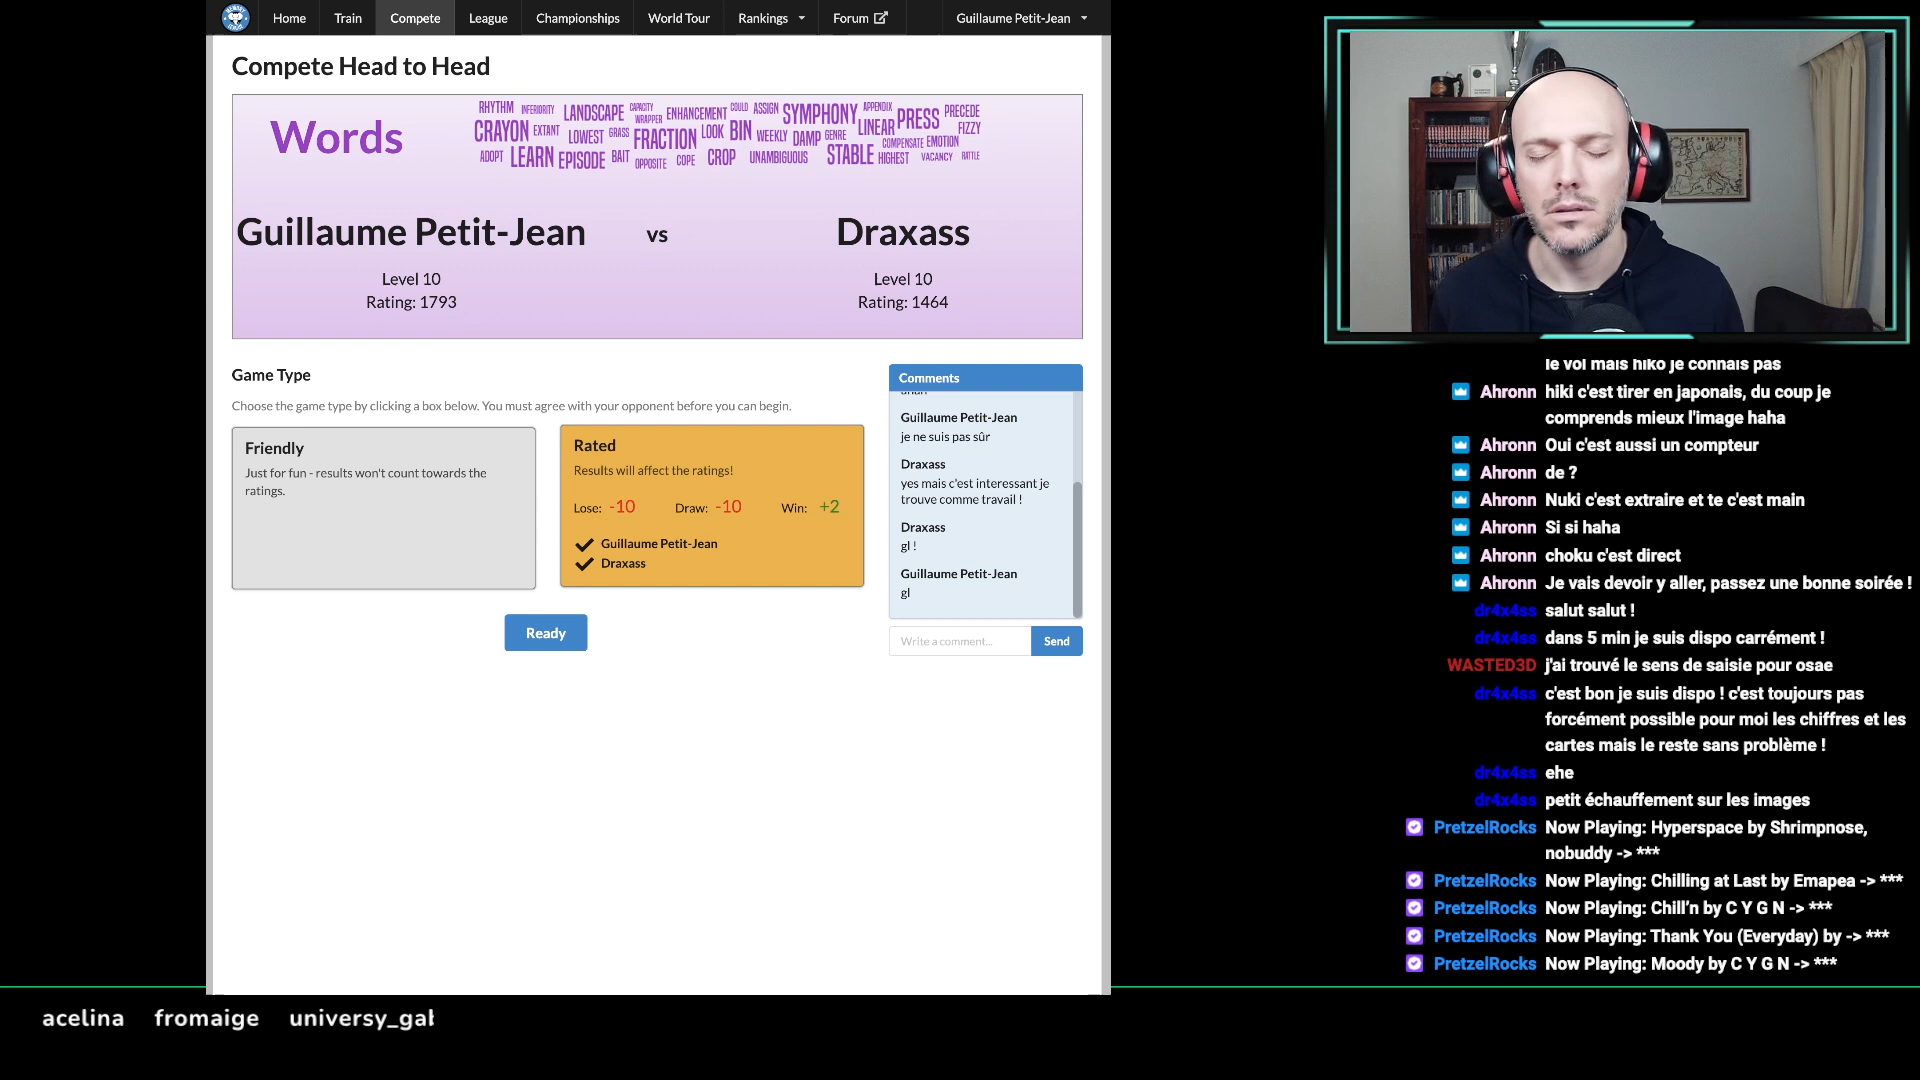 Home Train Compete League Championships World Tour Rankings Forum Guillaume Petit-Jean
Compete Head to Head
Words
RHYTHM INFERIORITY LANDSCAPE CAPACITY WRAPPER ENHANCEMENT COULD ASSIGN SYMPHONY APPENDIX PRESS PRECEDE
CRAYON EXTANT LOWEST GRASS FRACTION LOOK BIN WEEKLY DAMP GENRE LINEAR COMPENSATE EMOTION FIZZY
ADOPT LEARN EPISODE BAIT OPPOSITE COPE CROP UNAMBIGUOUS STABLE HIGHEST VACANCY RATTLE
Guillaume Petit-Jean vs Draxass
Level 10 Level 10
Rating: 1793 Rating: 1464
Game Type
Choose the game type by clicking a box below. You must agree with your opponent before you can begin.
Friendly
Just for fun - results won't count towards the
ratings.
Rated
Results will affect the ratings!
Lose: -10 Draw: -10 Win: +2
Guillaume Petit-Jean
Draxass
Ready
Comments
Guillaume Petit-Jean
je ne suis pas sûr
Draxass
yes mais c'est interessant je
trouve comme travail !
Draxass
gl !
Guillaume Petit-Jean
gl
Write a comment... Send
le vol mais hiko je connais pas
Ahronn hiki c'est tirer en japonais, du coup je
comprends mieux l'image haha
Ahronn Oui c'est aussi un compteur
Ahronn de ?
Ahronn Nuki c'est extraire et te c'est main
Ahronn Si si haha
Ahronn choku c'est direct
Ahronn Je vais devoir y aller, passez une bonne soirée !
dr4x4ss salut salut !
dr4x4ss dans 5 min je suis dispo carrément !
WASTED3D j'ai trouvé le sens de saisie pour osae
dr4x4ss c'est bon je suis dispo ! c'est toujours pas
forcément possible pour moi les chiffres et les
cartes mais le reste sans problème !
dr4x4ss ehe
dr4x4ss petit échauffement sur les images
PretzelRocks Now Playing: Hyperspace by Shrimpnose,
nobuddy -> ***
PretzelRocks Now Playing: Chilling at Last by Emapea -> ***
PretzelRocks Now Playing: Chill’n by C Y G N -> ***
PretzelRocks Now Playing: Thank You (Everyday) by -> ***
PretzelRocks Now Playing: Moody by C Y G N -> ***
acelina fromaige